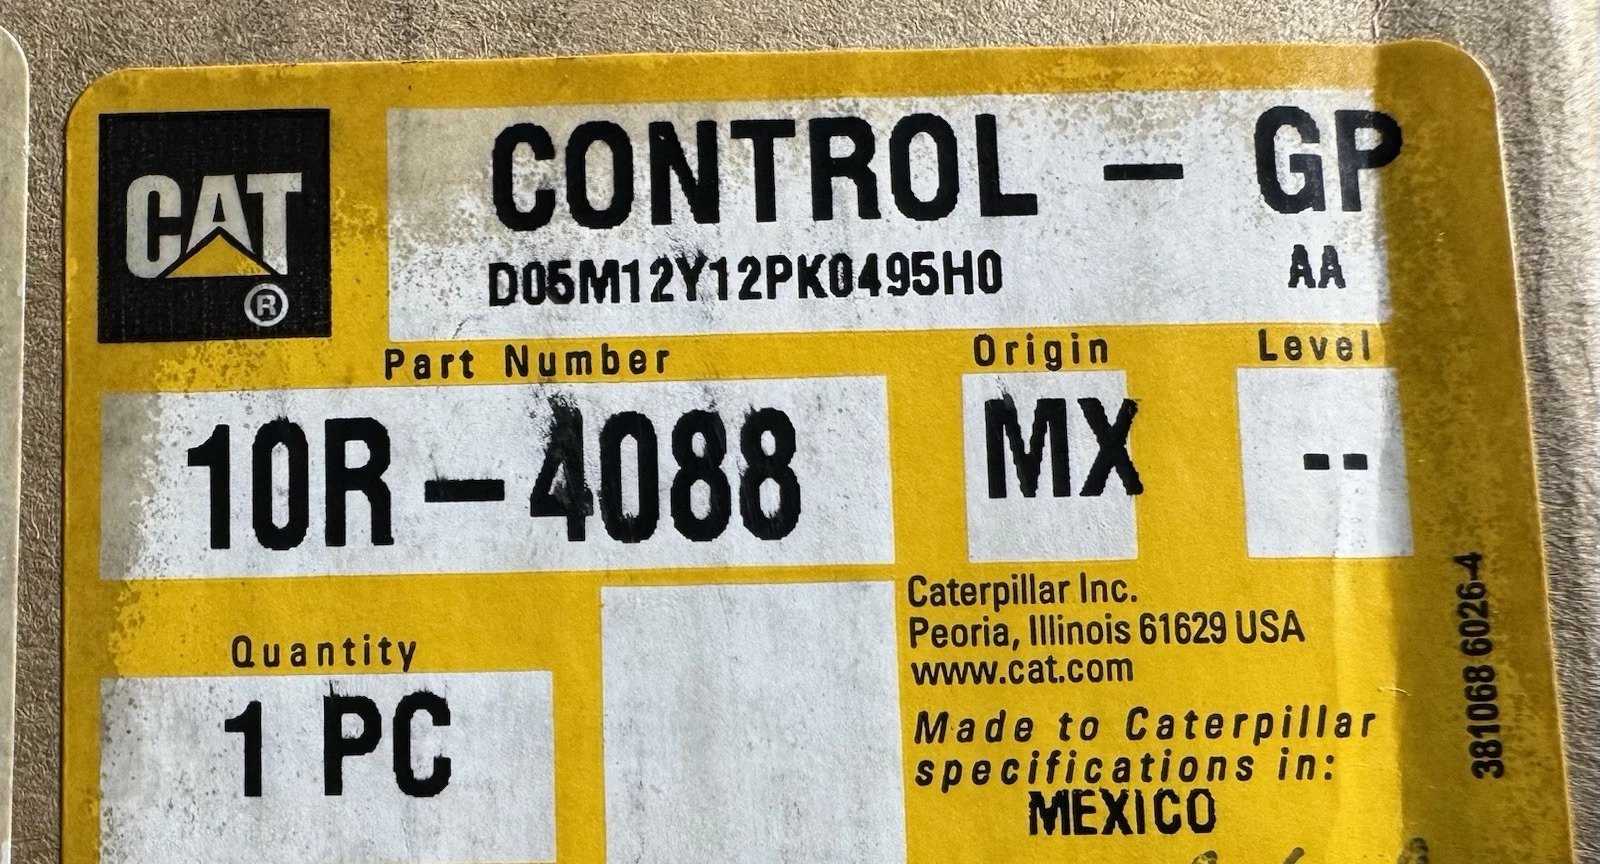 CAT
®
CONTROL - GP
D05M12Y12PK0495H0 AA
Part Number Origin Level
10R-4088 MX --
Caterpillar Inc.
Peoria, Illinois 61629 USA
www.cat.com
Quantity
1 PC
Made to Caterpillar
specifications in:
MEXICO
381068 6026-4